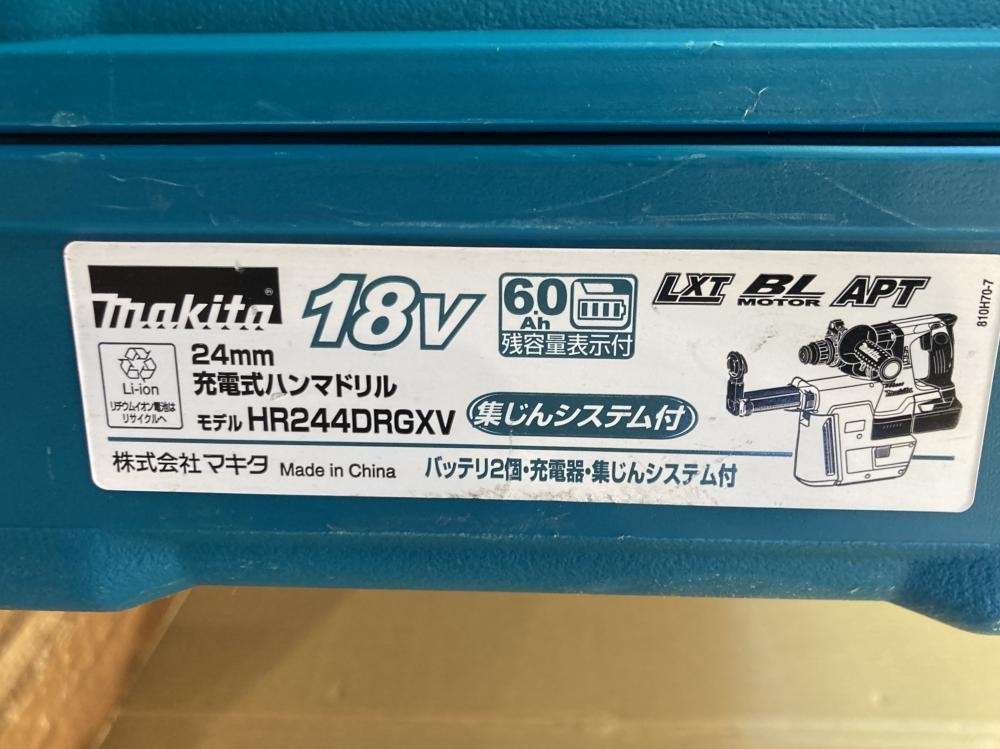 makita®
18V
6.0
Ah
残容量表示付
LXT BL MOTOR APT
810H70-7
Li-ion
リチウムイオン電池は
リサイクルへ
24mm
充電式ハンマドリル
モデル HR244DRGXV
集じんシステム付
株式会社マキタ Made in China
バッテリ2個・充電器・集じんシステム付